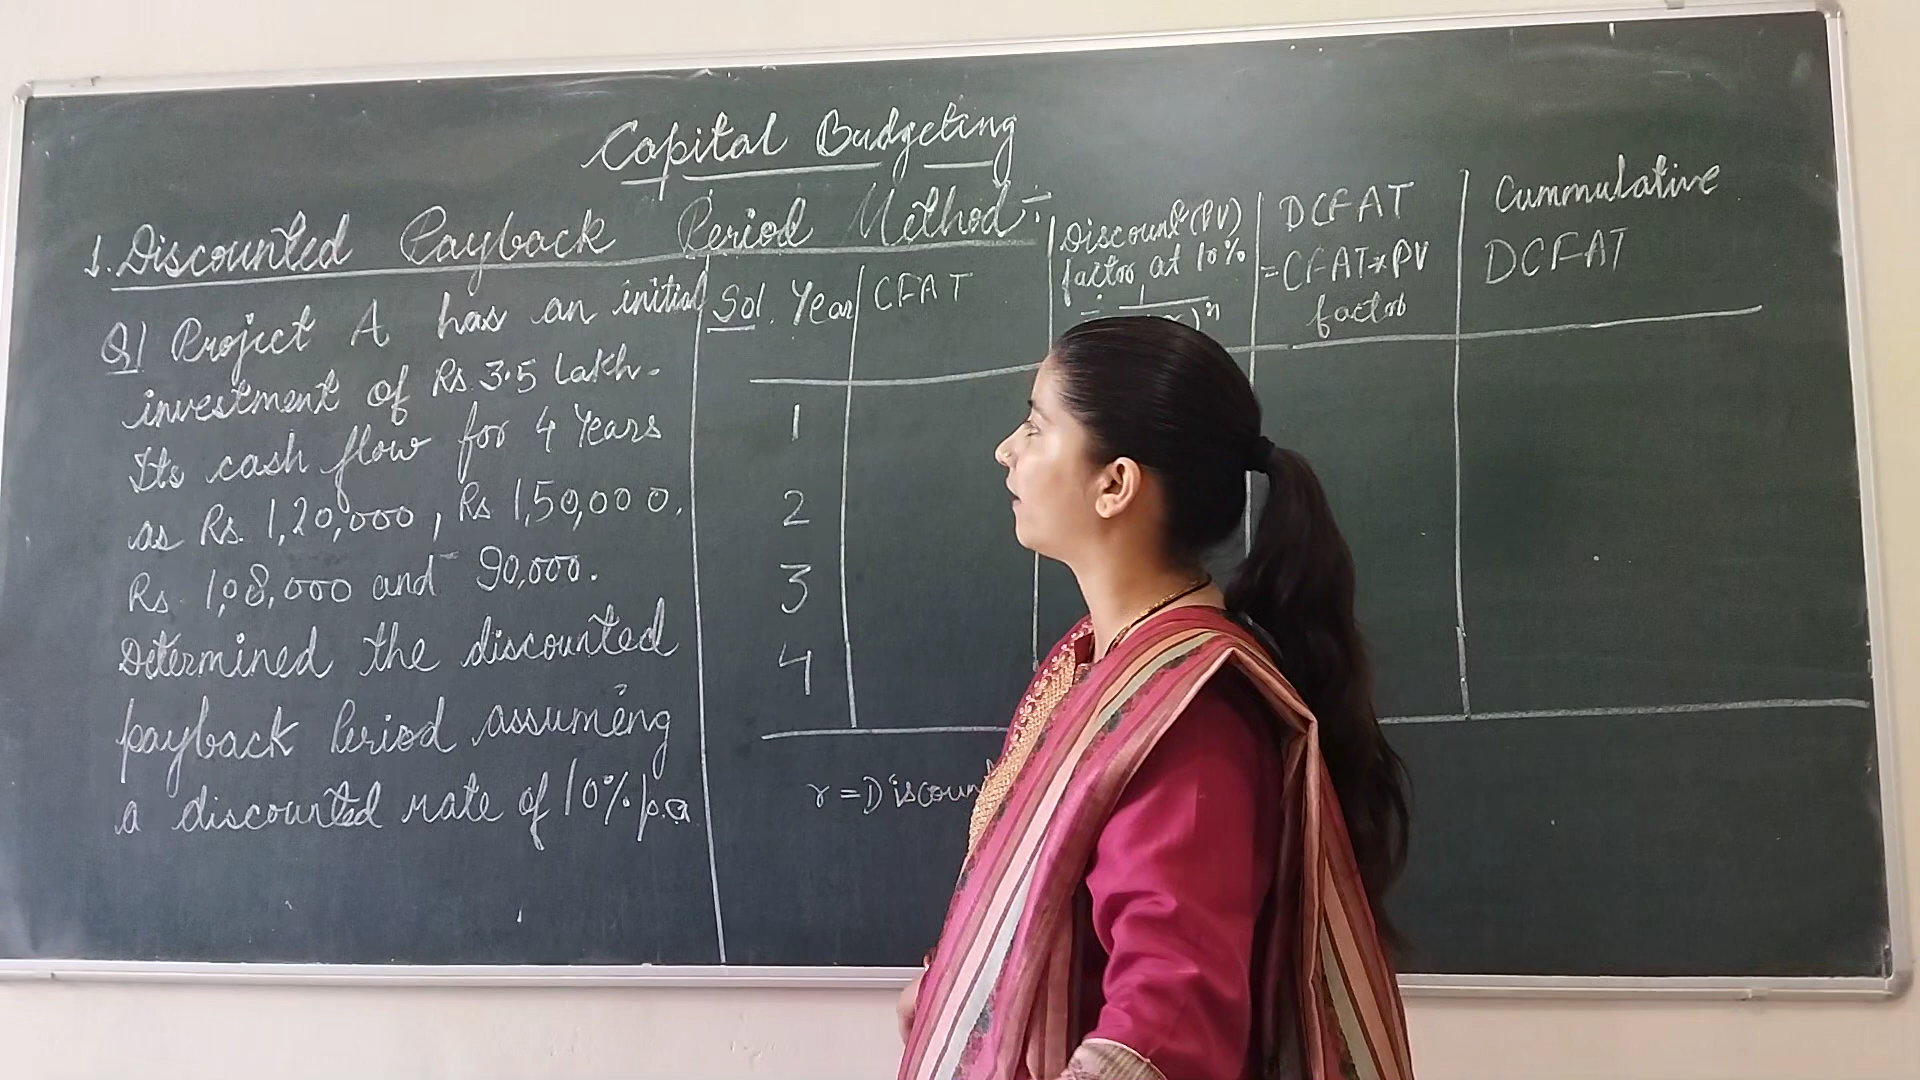 Capital Budgeting
1. Discounted Payback Period Method :-
Q1 Project A has an initial
investment of Rs. 3.5 Lakh.
Its cash flow for 4 Years
as Rs. 1,20,000, Rs 1,50,000,
Rs. 1,08,000 and 90,000.
Determined the discounted
payback Period assuming
a discounted rate of 10% p.a
Sol. Year
CFAT
Discount (PV)
factor at 10%
= 1
)ⁿ
DCFAT
=CFAT*PV
factor
Cummulative
DCFAT
1
2
3
4
r = Discoun